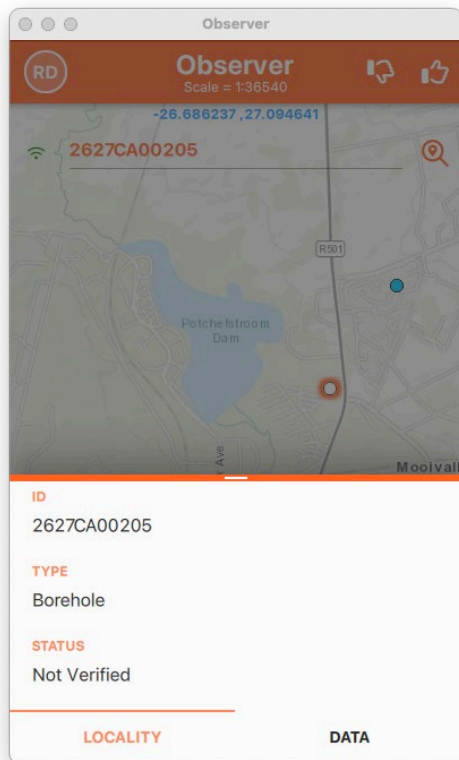 Observer
RD
Observer
Scale = 1:36540
-26.686237 ,27.094641
2627CA00205
R501
Potchefstroom
Dam
Ave
Mooivall
ID
2627CA00205
TYPE
Borehole
STATUS
Not Verified
LOCALITY
DATA